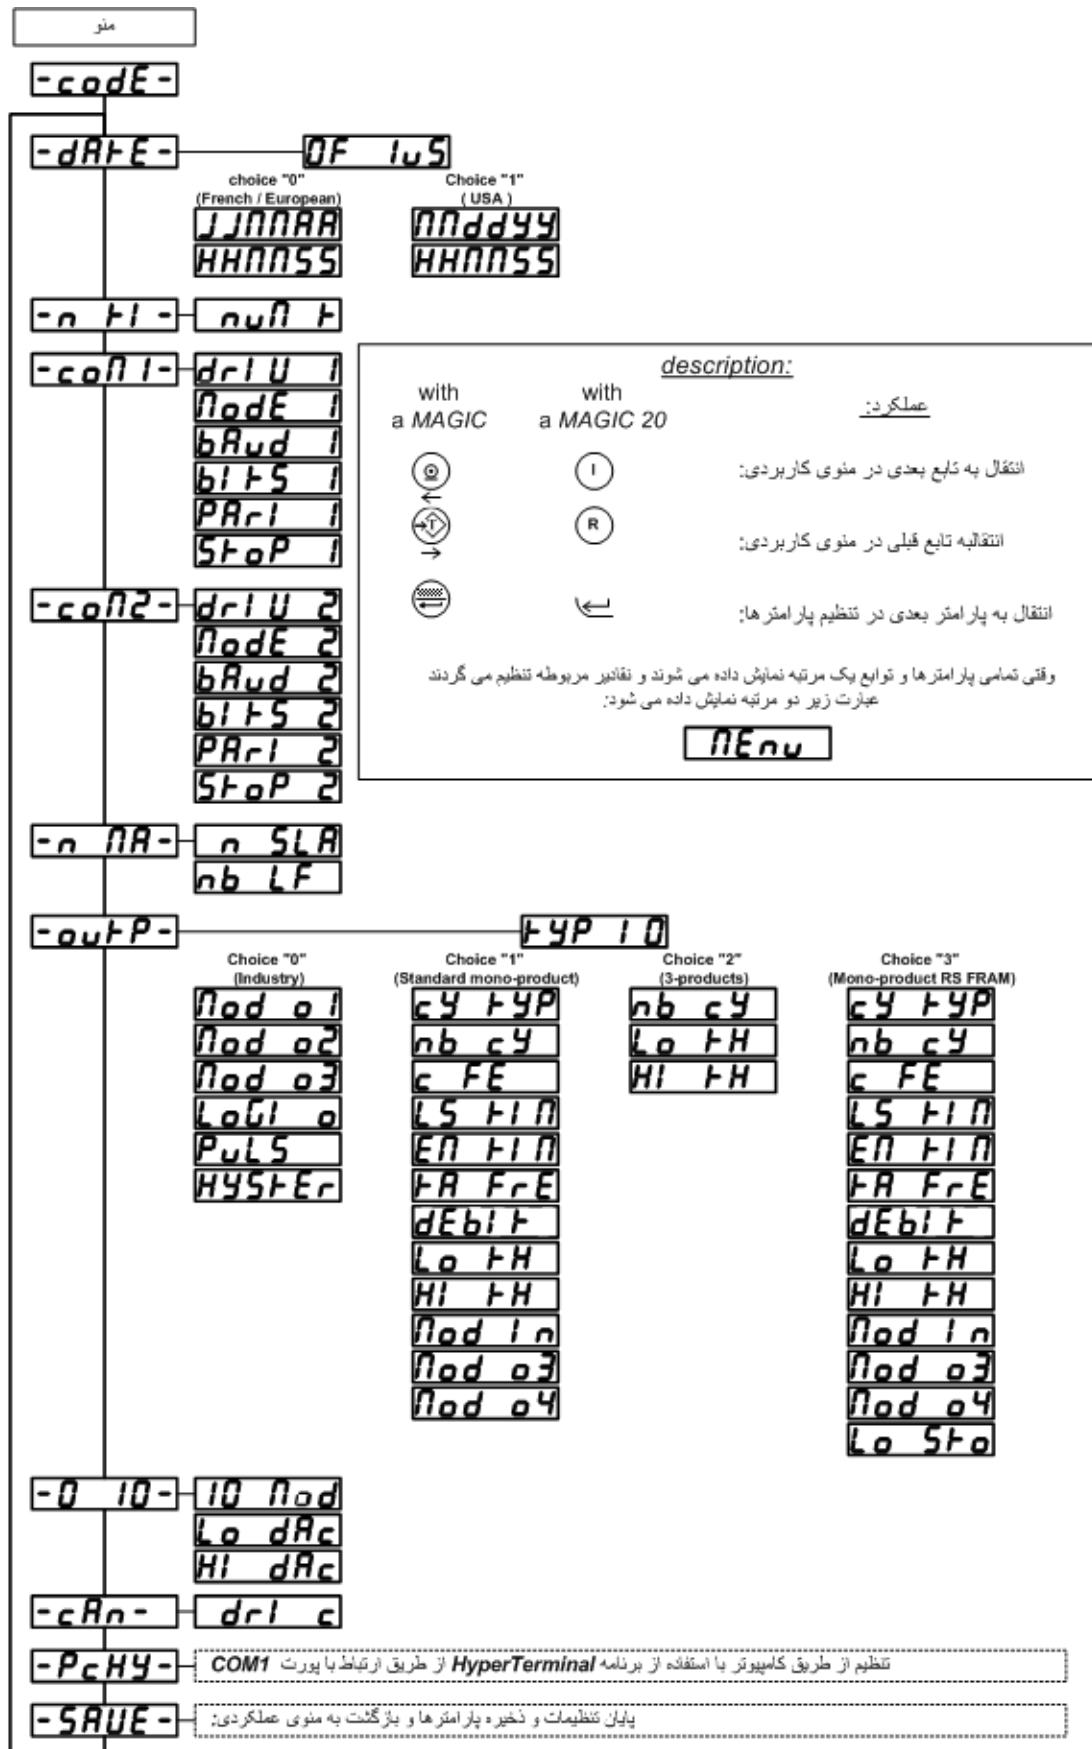 منو
-codE-
-dAtE-
0F 1uS
choice "0"
(French / European)
Choice "1"
( USA )
JJMMAA
MMddYY
HHMMSS
HHMMSS
-n tI-
nuM t
-coM1-
drI U 1
ModE 1
bAud 1
bItS 1
PArI 1
StoP 1
description:
with
a MAGIC
with
a MAGIC 20
عملکرد:
I
انتقال به تابع بعدی در منوی کاربردی:
T
R
انتقالبه تابع قبلی در منوی کاربردی:
انتقال به پارامتر بعدی در تنظیم پارامترها:
وقتی تمامی پارامترها و توابع یک مرتبه نمایش داده می شوند و نقادیر مربوطه تنظیم می گردند
عبارت زیر دو مرتبه نمایش داده می شود:
MEnu
-coM2-
drI U 2
ModE 2
bAud 2
bItS 2
PArI 2
StoP 2
-n MA-
n SLA
nb LF
-outP-
tYP I0
Choice "0"
(Industry)
Mod o1
Mod o2
Mod o3
LoGI o
PuLS
HYStEr
Choice "1"
(Standard mono-product)
cY tYP
nb cY
c FE
LS tIM
EM tIM
tA FrE
dEbIt
Lo tH
HI tH
Mod In
Mod o3
Mod o4
Choice "2"
(3-products)
nb cY
Lo tH
HI tH
Choice "3"
(Mono-product RS FRAM)
cY tYP
nb cY
c FE
LS tIM
EM tIM
tA FrE
dEbIt
Lo tH
HI tH
Mod In
Mod o3
Mod o4
Lo Sto
-0 10-
10 Mod
Lo dAc
HI dAc
-cAn-
drI c
-PcHY-
تنظیم از طریق کامپیوتر با استفاده از برنامه HyperTerminal از طریق ارتباط با پورت COM1
-SAUE-
پایان تنظیمات و ذخیره پارامترها و بازگشت به منوی عملکردی: